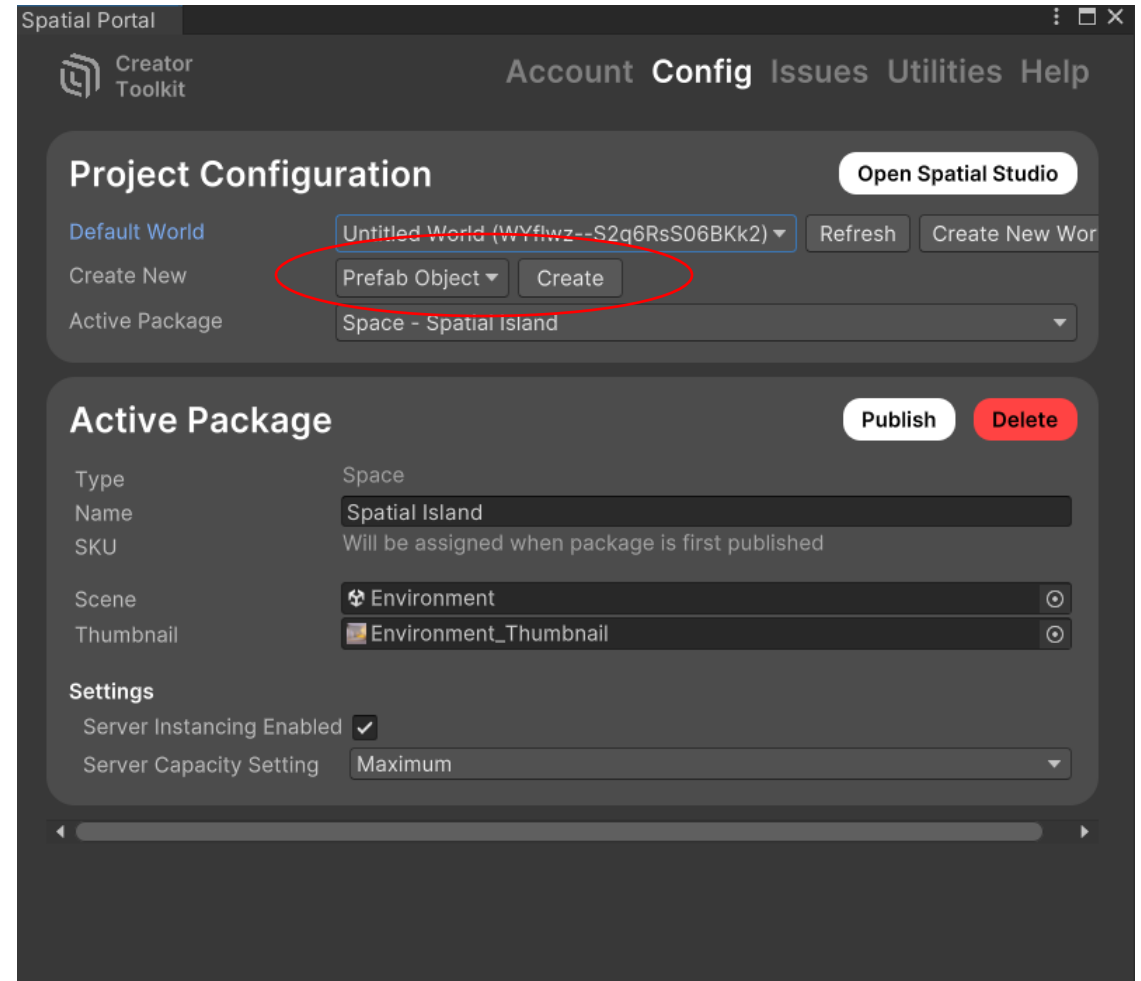 Spatial Portal
Creator
Toolkit
Account Config Issues Utilities Help
Project Configuration
Open Spatial Studio
Default World
Untitled World (WYflwz--S2q6RsS06BKk2)
Refresh
Create New Wor
Create New
Prefab Object
Create
Active Package
Space - Spatial Island
Active Package
Publish
Delete
Type
Space
Name
Spatial Island
SKU
Will be assigned when package is first published
Scene
Environment
Thumbnail
Environment_Thumbnail
Settings
Server Instancing Enabled
Server Capacity Setting
Maximum